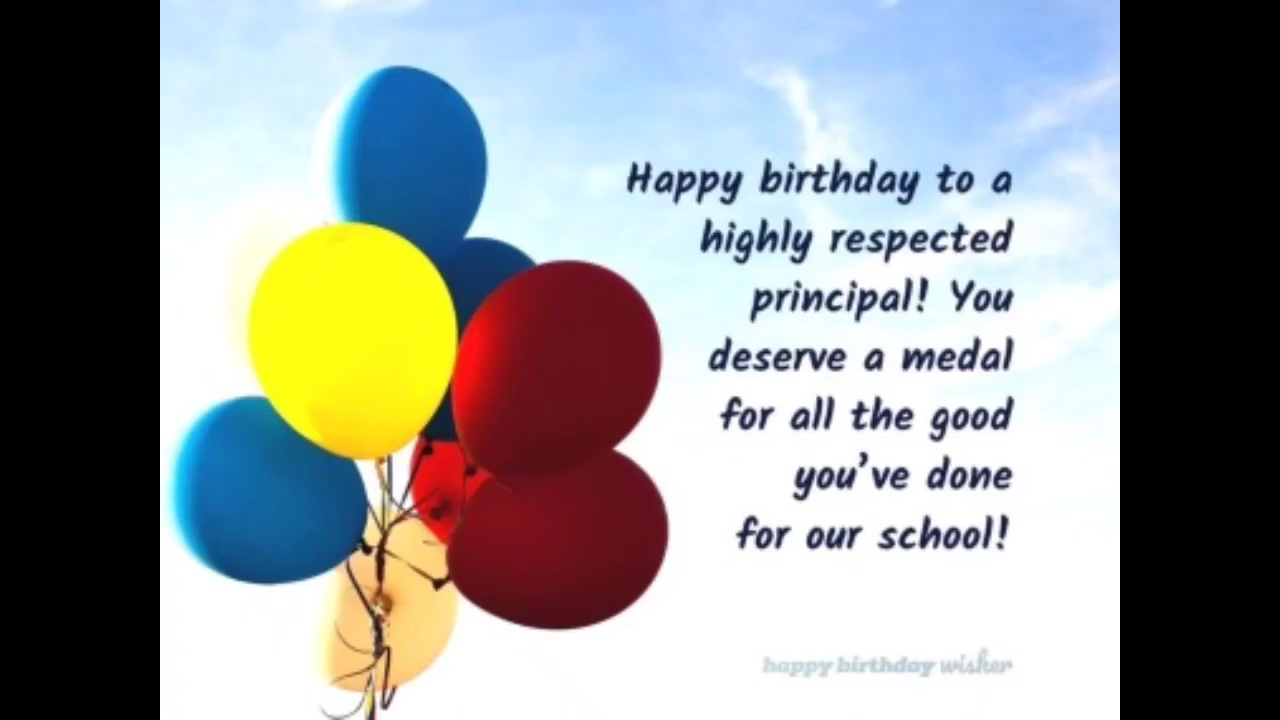 Happy birthday to a
highly respected
principal! You
deserve a medal
for all the good
you've done
for our school!
happy birthday wisher